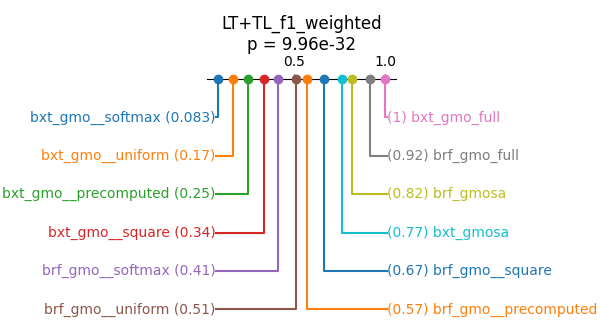 LT+TL_f1_weighted
p = 9.96e-32
0.5 1.0
bxt_gmo__softmax (0.083) (1) bxt_gmo_full
bxt_gmo__uniform (0.17) (0.92) brf_gmo_full
bxt_gmo__precomputed (0.25) (0.82) brf_gmosa
bxt_gmo__square (0.34) (0.77) bxt_gmosa
brf_gmo__softmax (0.41) (0.67) brf_gmo__square
brf_gmo__uniform (0.51) (0.57) brf_gmo__precomputed